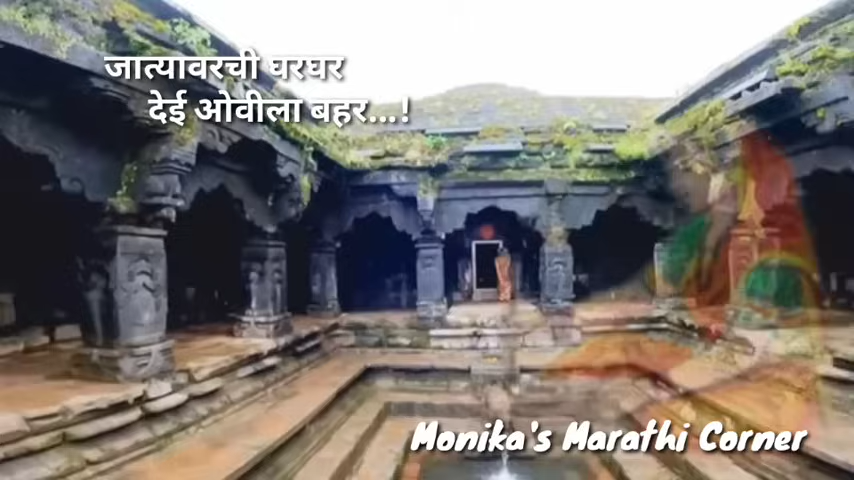 जात्यावरची घरघर
देई ओवीला बहर...!
Monika's Marathi Corner